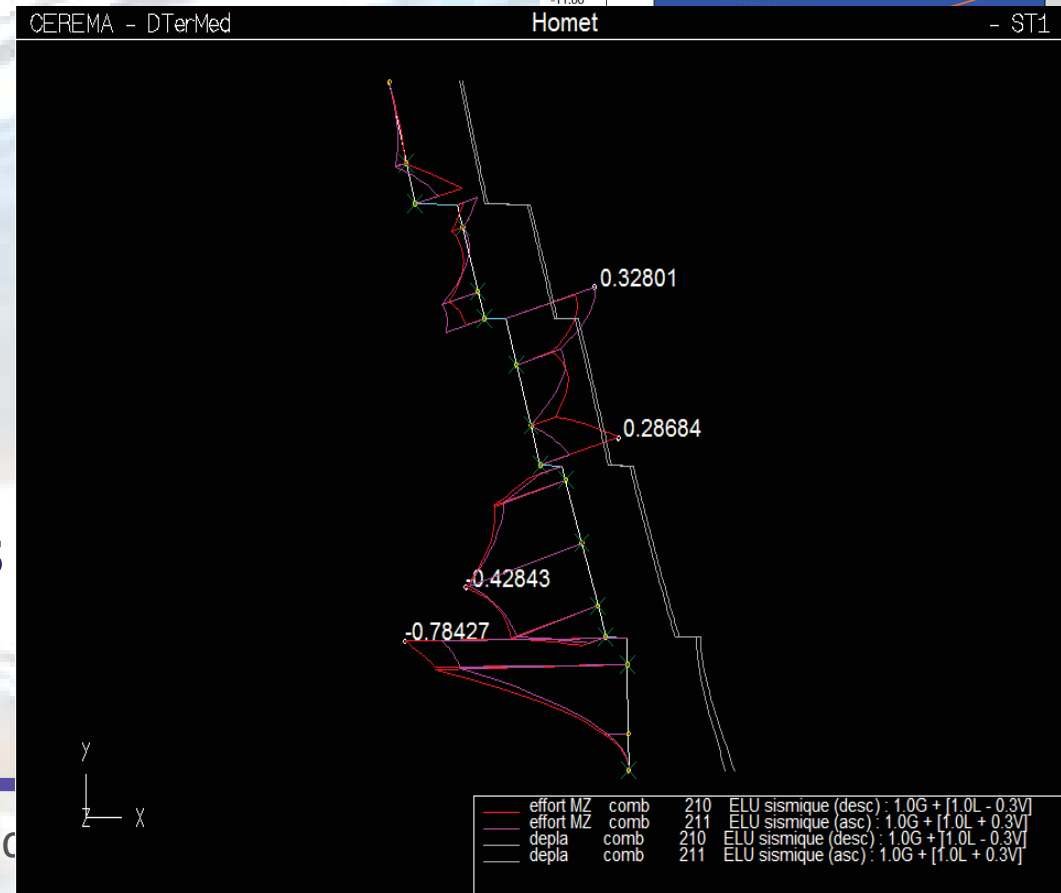 -11.00
CEREMA - DTerMed Homet - ST1
0.32801
0.28684
-0.42843
-0.78427
Y
Z X
effort MZ comb 210 ELU sismique (desc) : 1.0G + [1.0L - 0.3V]
effort MZ comb 211 ELU sismique (asc) : 1.0G + [1.0L + 0.3V]
depla comb 210 ELU sismique (desc) : 1.0G + [1.0L - 0.3V]
depla comb 211 ELU sismique (asc) : 1.0G + [1.0L + 0.3V]